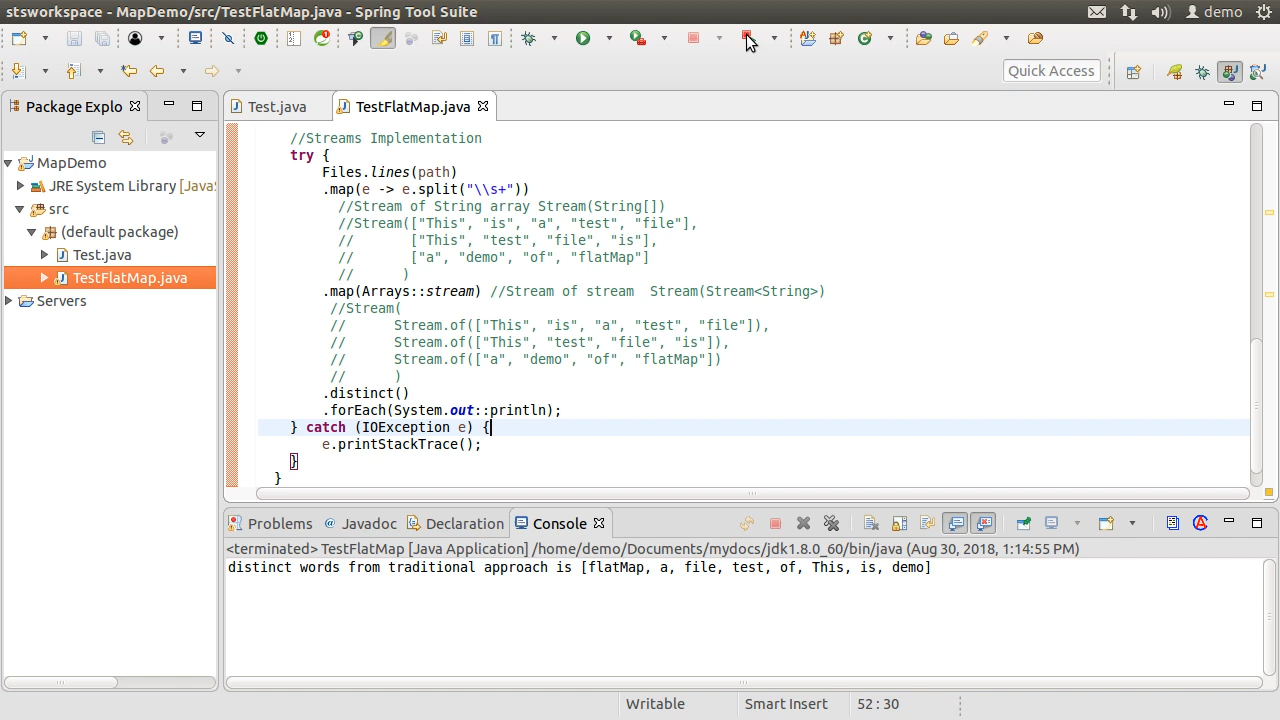 stsworkspace - MapDemo/src/TestFlatMap.java - Spring Tool Suite
demo
Quick Access
Package Explo
Test.java
TestFlatMap.java
MapDemo
JRE System Library [Java
src
(default package)
Test.java
TestFlatMap.java
Servers
//Streams Implementation
try {
Files.lines(path)
.map(e -> e.split("\\s+"))
//Stream of String array Stream(String[])
//Stream(["This", "is", "a", "test", "file"],
// ["This", "test", "file", "is"],
// ["a", "demo", "of", "flatMap"]
// )
.map(Arrays::stream) //Stream of stream Stream(Stream<String>)
//Stream(
// Stream.of(["This", "is", "a", "test", "file"]),
// Stream.of(["This", "test", "file", "is"]),
// Stream.of(["a", "demo", "of", "flatMap"])
// )
.distinct()
.forEach(System.out::println);
} catch (IOException e) {
e.printStackTrace();
}
}
Problems
@ Javadoc
Declaration
Console
<terminated> TestFlatMap [Java Application] /home/demo/Documents/mydocs/jdk1.8.0_60/bin/java (Aug 30, 2018, 1:14:55 PM)
distinct words from traditional approach is [flatMap, a, file, test, of, This, is, demo]
Writable
Smart Insert
52 : 30